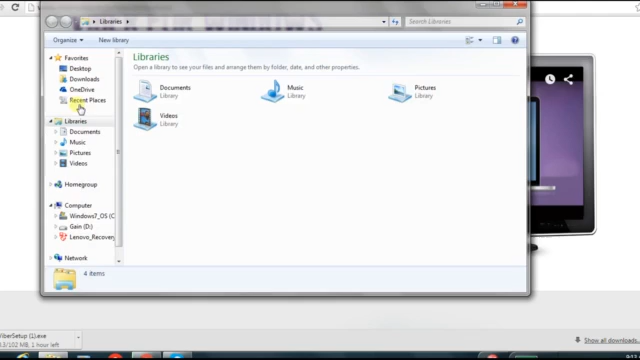 FOR WINDOWS
Libraries
Search Libraries
Organize
New library
Favorites
Desktop
Downloads
OneDrive
Recent Places
Libraries
Documents
Music
Pictures
Videos
Homegroup
Computer
Windows7_OS (C
Gain (D:)
Lenovo_Recovery
Network
Libraries
Open a library to see your files and arrange them by folder, date, and other properties.
Documents
Library
Music
Library
Pictures
Library
Videos
Library
4 items
ViberSetup (1).exe
/102 MB, 1 hour left
Show all downloads..